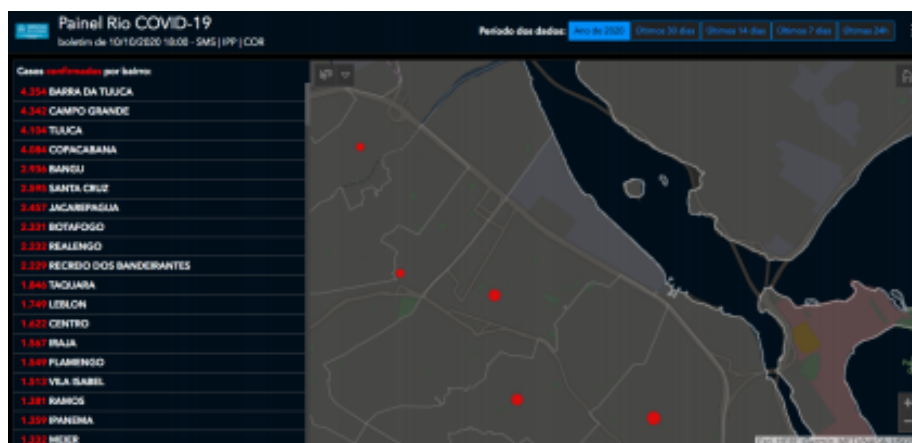 Painel Rio COVID-19
boletim de 10/10/2020 18:00 - SMS | IPP | COR
Período dos dados: Ano de 2020 Últimos 30 dias Últimos 14 dias Últimos 7 dias Últimas 24h
Casos confirmados por bairro:
4.354 BARRA DA TIJUCA
4.342 CAMPO GRANDE
4.104 TIJUCA
4.084 COPACABANA
2.936 BANGU
2.595 SANTA CRUZ
2.457 JACAREPAGUA
2.331 BOTAFOGO
2.232 REALENGO
2.229 RECREIO DOS BANDEIRANTES
1.846 TAQUARA
1.749 LEBLON
1.622 CENTRO
1.567 IRAJA
1.549 FLAMENGO
1.513 VILA ISABEL
1.381 RAMOS
1.359 IPANEMA
1.333 MEIER